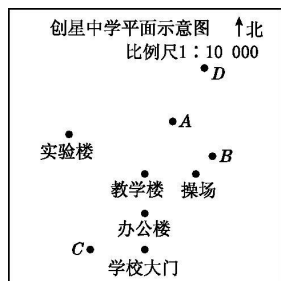 创星中学平面示意图 ↑北
比例尺1∶10 000
D
A
实验楼
B
教学楼 操场
办公楼
C
学校大门